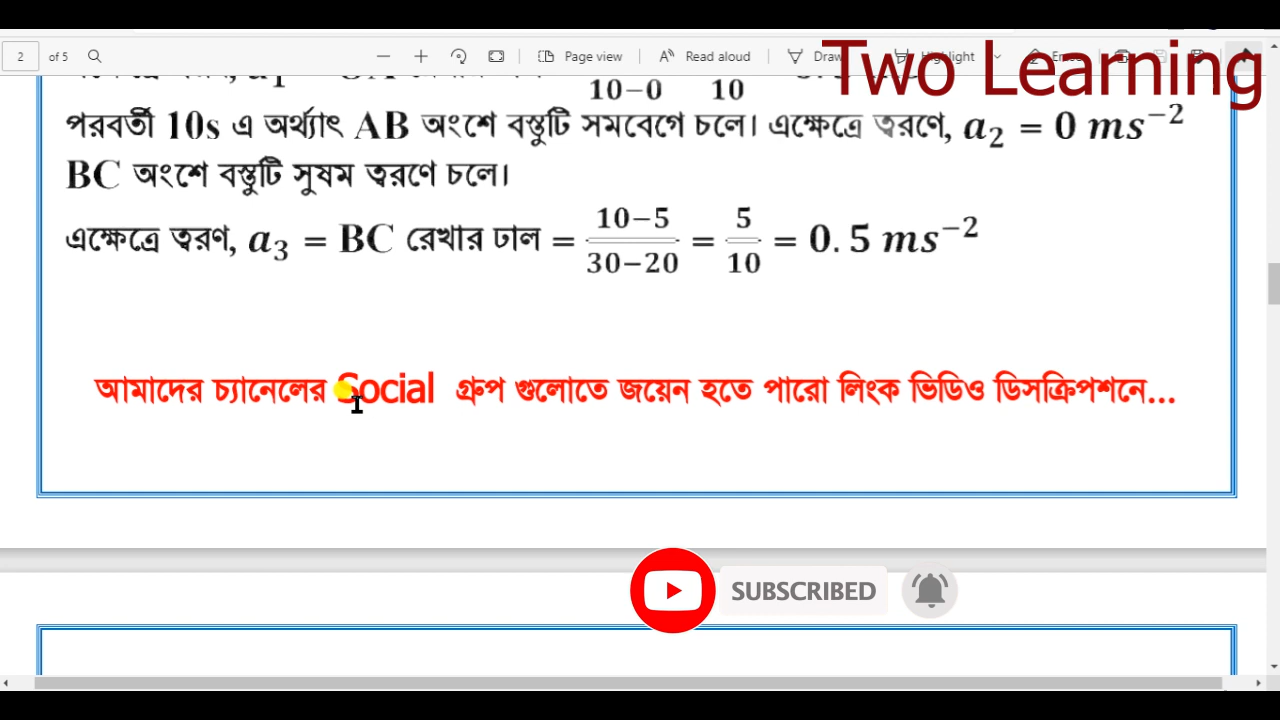 2 of 5 Page view Read aloud Draw Highlight
Two Learning
10−0 10
পরবর্তী 10s এ অর্থ্যাৎ AB অংশে বস্তুটি সমবেগে চলে। এক্ষেত্রে ত্বরণে, a₂ = 0 ms⁻²
BC অংশে বস্তুটি সুষম ত্বরণে চলে।
এক্ষেত্রে ত্বরণ, a₃ = BC রেখার ঢাল = 10−5/30−20 = 5/10 = 0.5 ms⁻²
আমাদের চ্যানেলের Social গ্রুপ গুলোতে জয়েন হতে পারো লিংক ভিডিও ডিসক্রিপশনে...
SUBSCRIBED